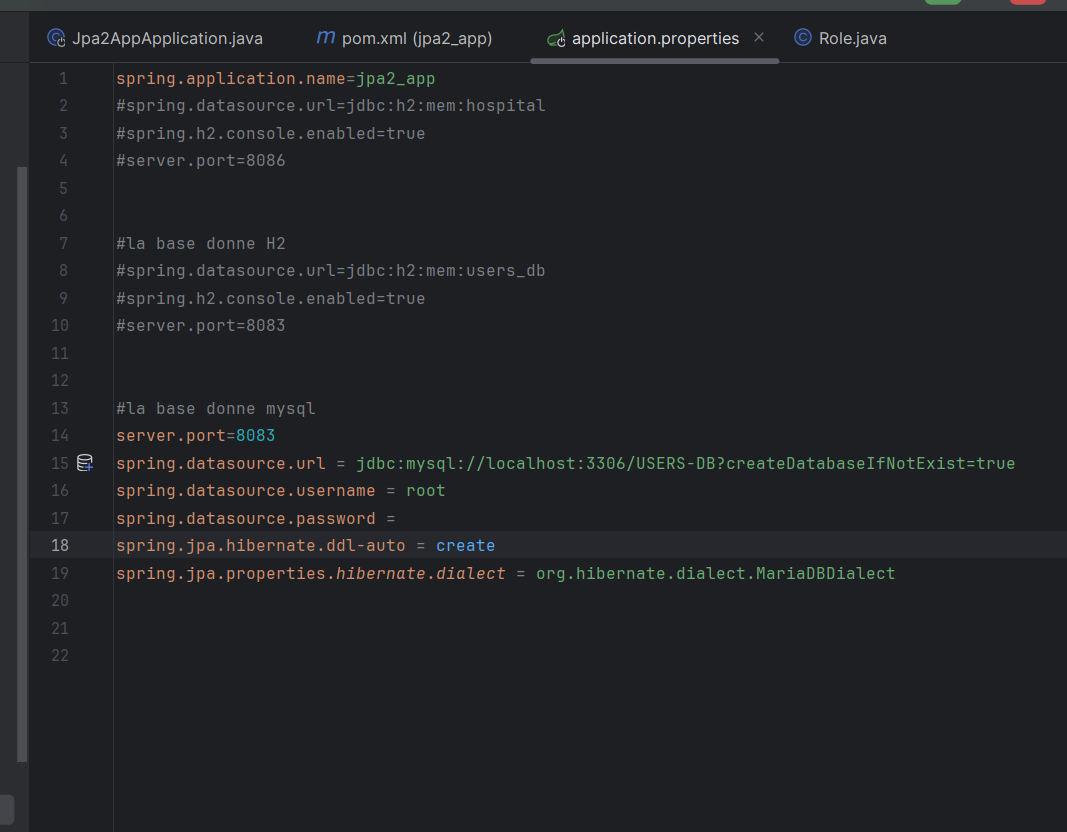 Jpa2AppApplication.java
m pom.xml (jpa2_app)
application.properties
Role.java
1 spring.application.name=jpa2_app
2 #spring.datasource.url=jdbc:h2:mem:hospital
3 #spring.h2.console.enabled=true
4 #server.port=8086
5
6
7 #la base donne H2
8 #spring.datasource.url=jdbc:h2:mem:users_db
9 #spring.h2.console.enabled=true
10 #server.port=8083
11
12
13 #la base donne mysql
14 server.port=8083
15 spring.datasource.url = jdbc:mysql://localhost:3306/USERS-DB?createDatabaseIfNotExist=true
16 spring.datasource.username = root
17 spring.datasource.password =
18 spring.jpa.hibernate.ddl-auto = create
19 spring.jpa.properties.hibernate.dialect = org.hibernate.dialect.MariaDBDialect
20
21
22